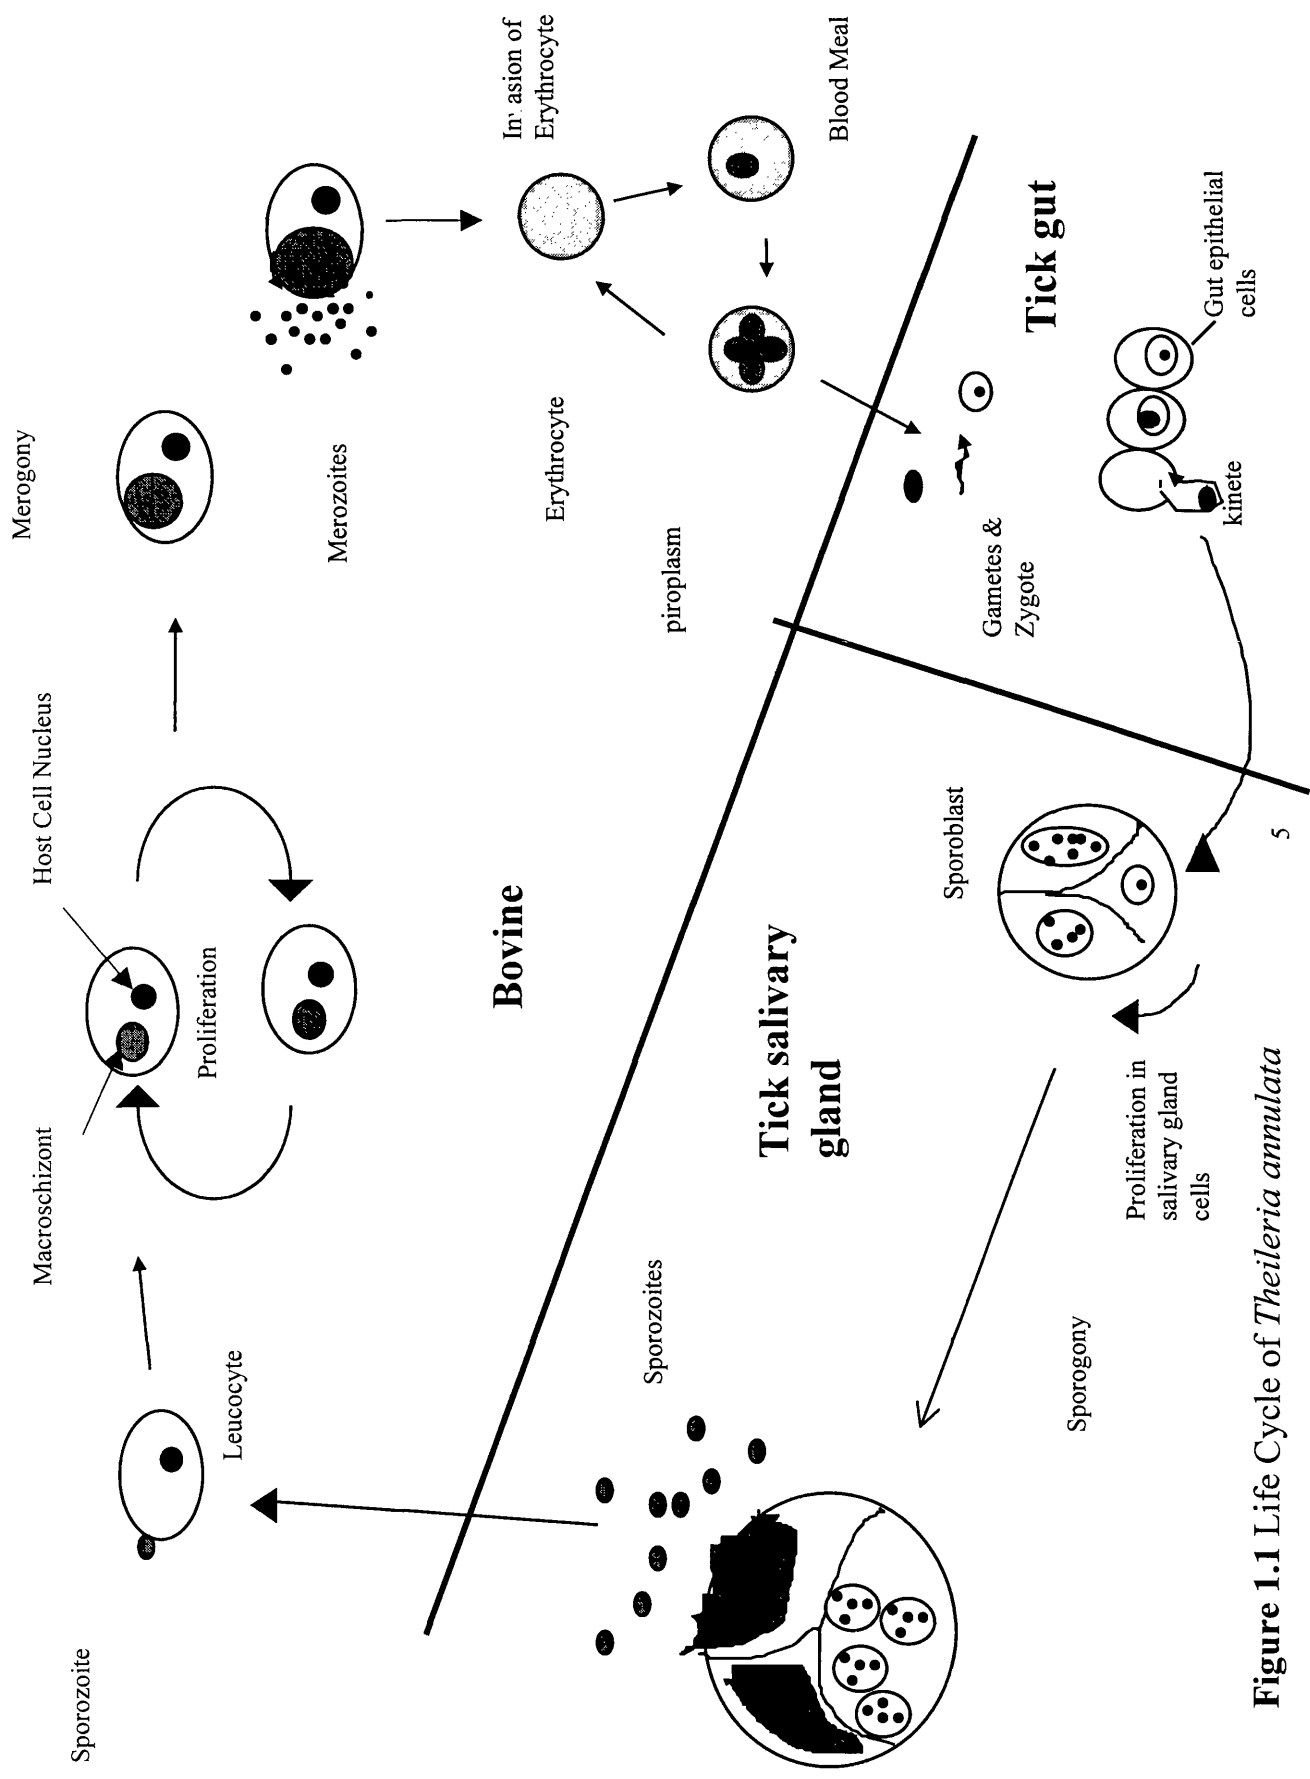 Sporozoite
Leucocyte
Macroschizont
Host Cell Nucleus
Proliferation
Merogony
Merozoites
In asion of
Erythrocyte
Erythrocyte
piroplasm
Blood Meal
Bovine
Tick gut
Gametes &
Zygote
Gut epithelial
cells
kinete
Tick salivary
gland
Sporoblast
Proliferation in
salivary gland
cells
Sporogony
Sporozoites
5
Figure 1.1 Life Cycle of Theileria annulata